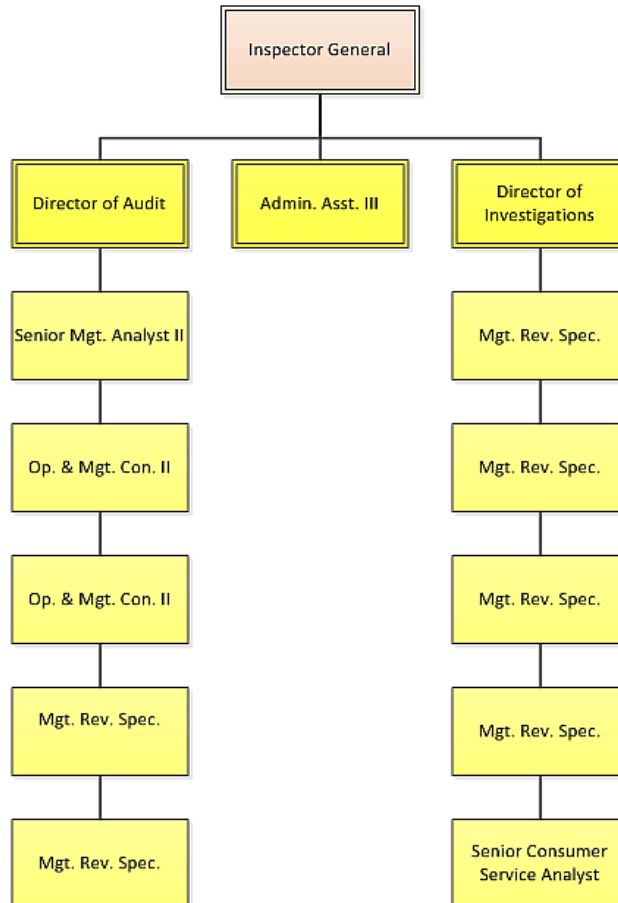 Inspector General
Director of Audit
Admin. Asst. III
Director of
Investigations
Senior Mgt. Analyst II
Mgt. Rev. Spec.
Op. & Mgt. Con. II
Mgt. Rev. Spec.
Op. & Mgt. Con. II
Mgt. Rev. Spec.
Mgt. Rev. Spec.
Mgt. Rev. Spec.
Mgt. Rev. Spec.
Senior Consumer
Service Analyst